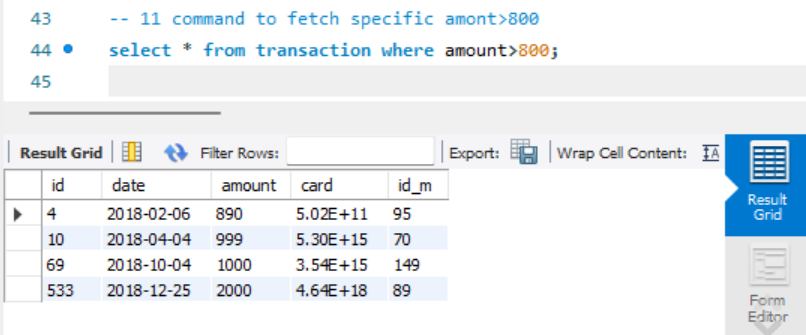 43 -- 11 command to fetch specific amont>800
44 select * from transaction where amount>800;
45
Result Grid Filter Rows: Export: Wrap Cell Content: IA
id date amount card id_m
4 2018-02-06 890 5.02E+11 95
10 2018-04-04 999 5.30E+15 70
69 2018-10-04 1000 3.54E+15 149
533 2018-12-25 2000 4.64E+18 89
Result
Grid
Form
Editor